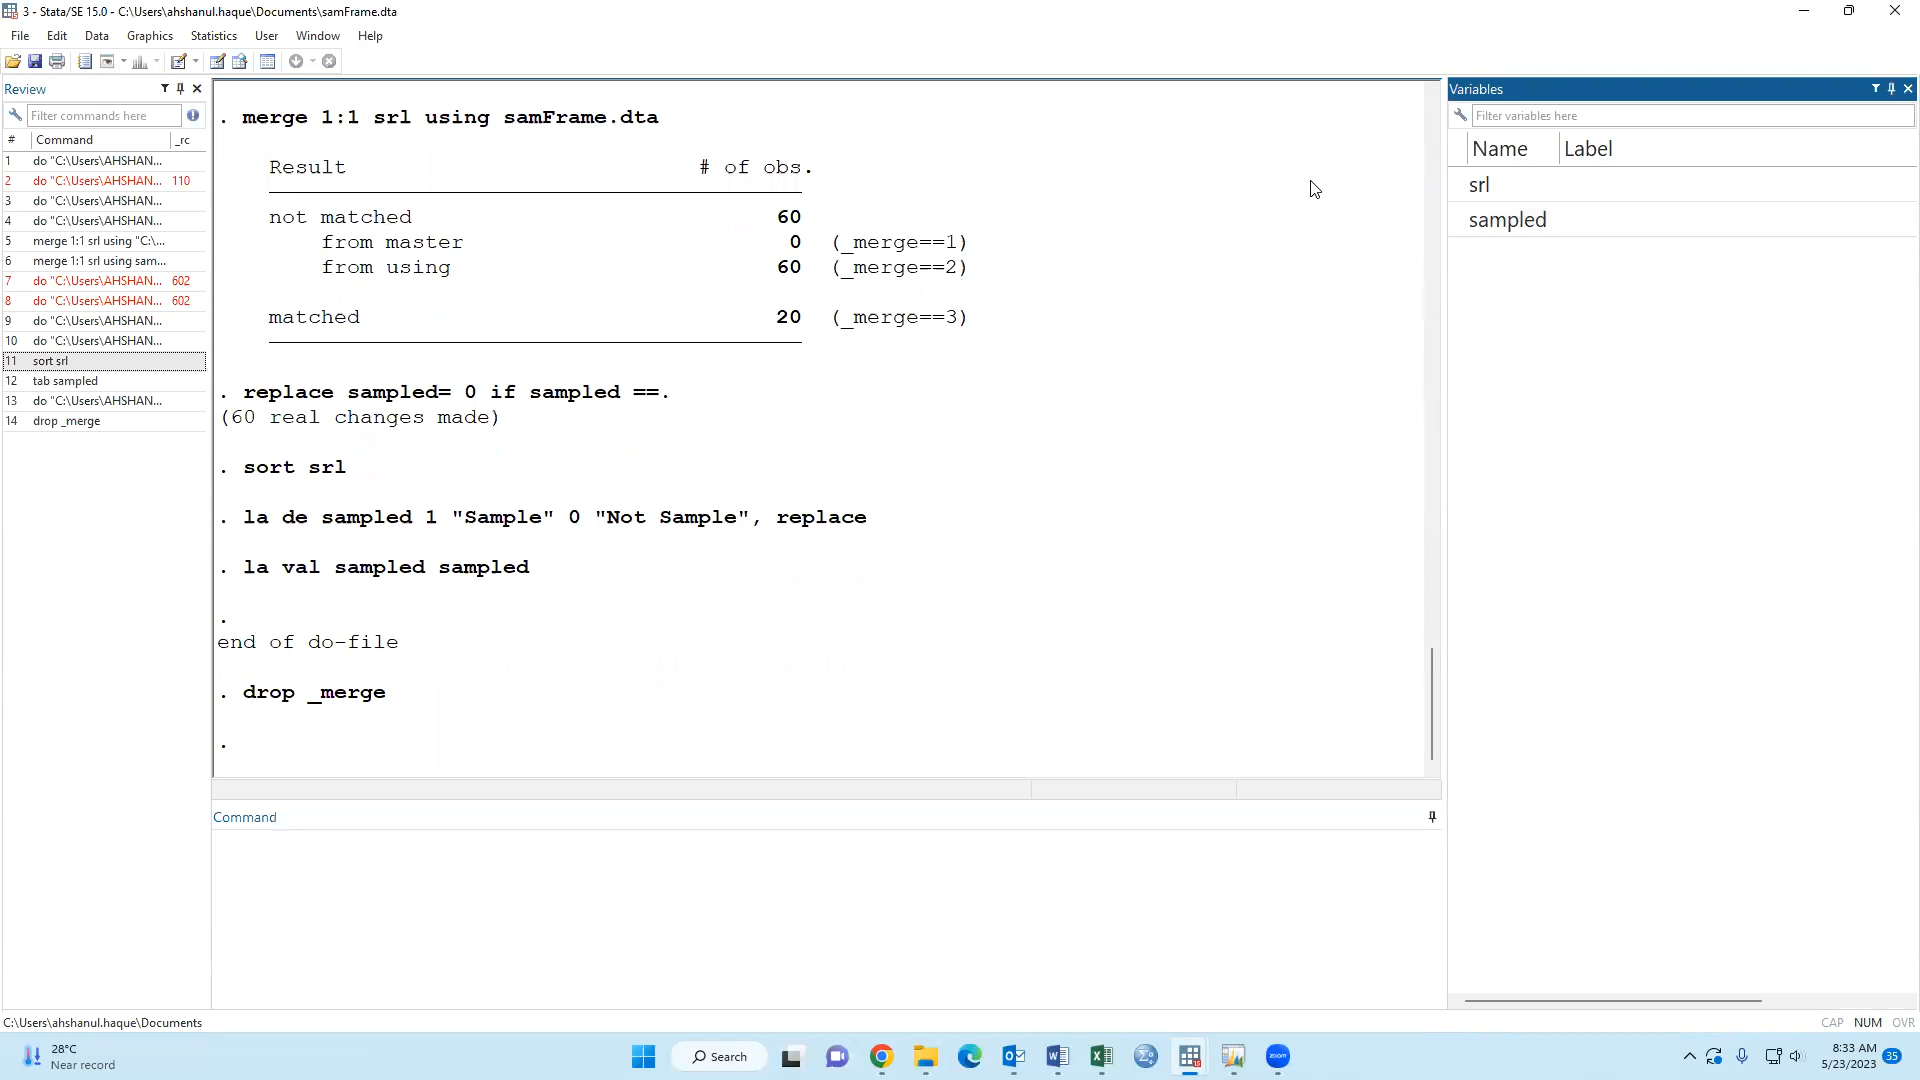 3 - Stata/SE 15.0 - C:\Users\ahshanul.haque\Documents\samFrame.dta
File Edit Data Graphics Statistics User Window Help
Review
Filter commands here
# Command _rc
1 do "C:\Users\AHSHAN...
2 do "C:\Users\AHSHAN... 110
3 do "C:\Users\AHSHAN...
4 do "C:\Users\AHSHAN...
5 merge 1:1 srl using "C:\...
6 merge 1:1 srl using sam...
7 do "C:\Users\AHSHAN... 602
8 do "C:\Users\AHSHAN... 602
9 do "C:\Users\AHSHAN...
10 do "C:\Users\AHSHAN...
11 sort srl
12 tab sampled
13 do "C:\Users\AHSHAN...
14 drop _merge
. merge 1:1 srl using samFrame.dta
Result # of obs.
not matched 60
from master 0 (_merge==1)
from using 60 (_merge==2)
matched 20 (_merge==3)
. replace sampled= 0 if sampled ==.
(60 real changes made)
. sort srl
. la de sampled 1 "Sample" 0 "Not Sample", replace
. la val sampled sampled
.
end of do-file
. drop _merge
.
Command
Variables
Filter variables here
Name Label
srl
sampled
C:\Users\ahshanul.haque\Documents
CAP NUM OVR
28°C
Near record
Search
zoom
8:33 AM
5/23/2023
35